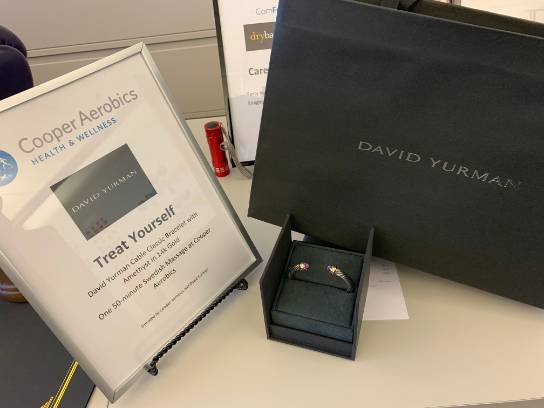 Cooper Aerobics
HEALTH & WELLNESS
DAVID YURMAN
Treat Yourself
David Yurman Cable Classic Bracelet with
Amethyst in 14k Gold
One 50-minute Swedish Massage at Cooper
Aerobics
dryba
Care
DAVID YURMAN